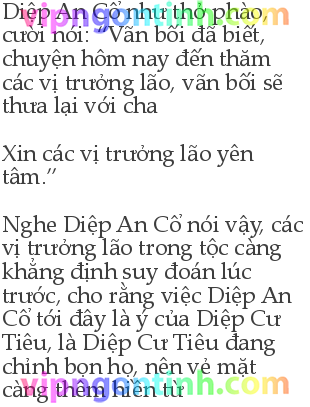 vipngontinh.com
Diệp An Cổ như thở phào
cười nói: “Vãn bối đã biết,
chuyện hôm nay đến thăm
các vị trưởng lão, vãn bối sẽ
thưa lại với cha
Xin các vị trưởng lão yên
tâm.”
Nghe Diệp An Cổ nói vậy, các
vị trưởng lão trong tộc càng
khẳng định suy đoán lúc
trước, cho rằng việc Diệp An
Cổ tới đây là ý của Diệp Cư
Tiêu, là Diệp Cư Tiêu đang
chỉnh bọn họ, nên vẻ mặt
càng thêm hiền từ
vipngontinh.com